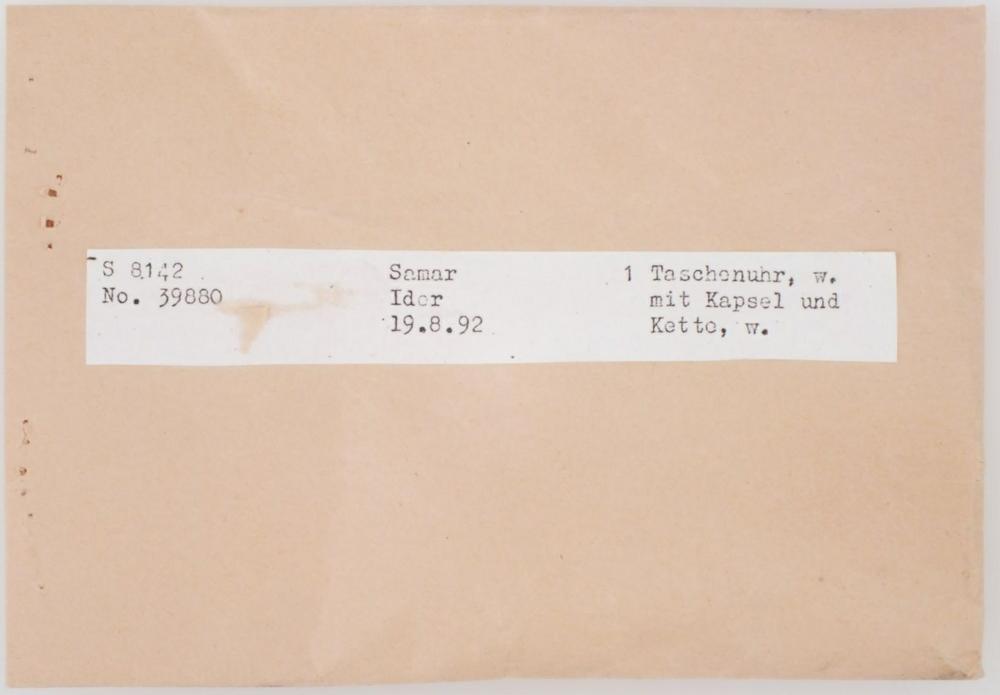 S 8142
No. 39880
Samar
Ider
19.8.92
1 Taschenuhr, w.
mit Kapsel und
Kette, w.